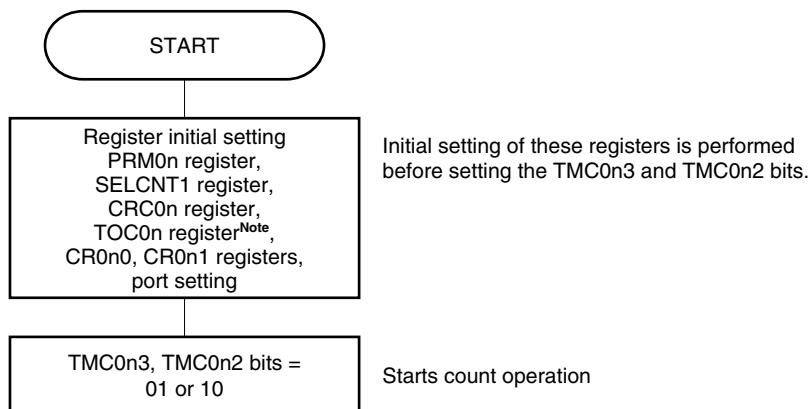 START
Register initial setting
PRM0n register,
SELCNT1 register,
CRC0n register,
TOC0n registerNote,
CR0n0, CR0n1 registers,
port setting
Initial setting of these registers is performed
before setting the TMC0n3 and TMC0n2 bits.
TMC0n3, TMC0n2 bits =
01 or 10
Starts count operation